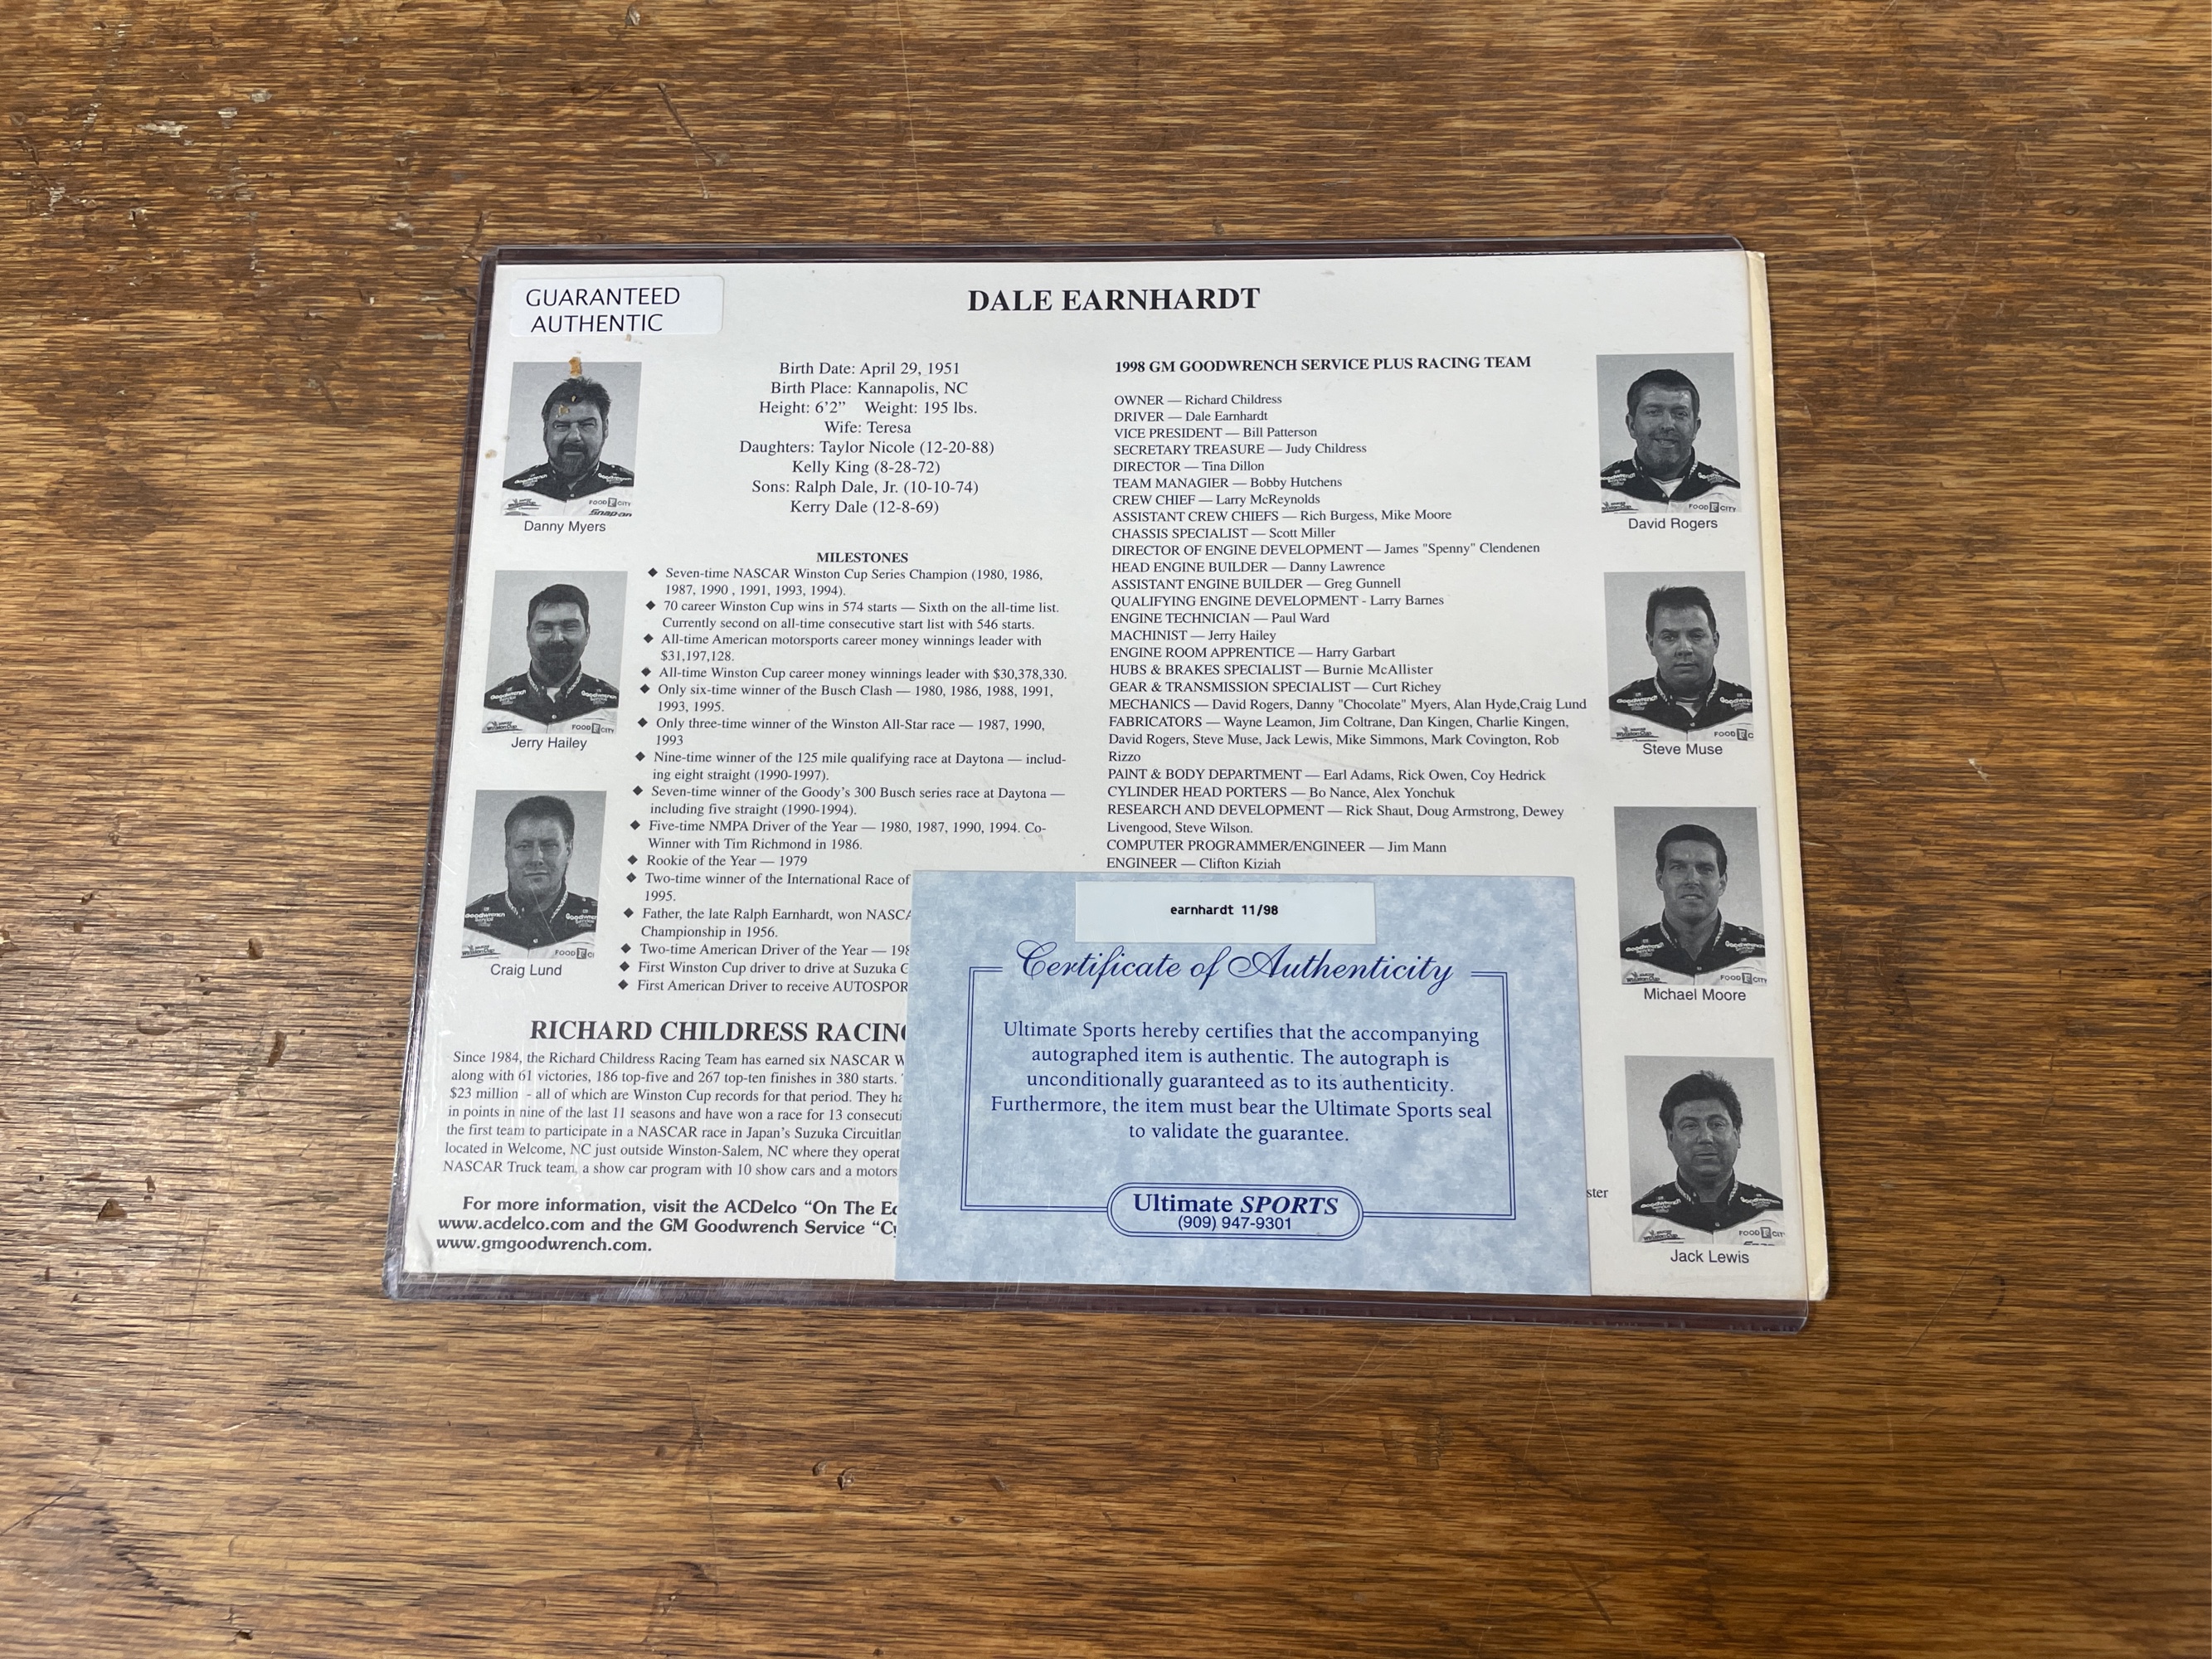 GUARANTEED
AUTHENTIC
DALE EARNHARDT
Danny Myers
Jerry Hailey
Craig Lund
Birth Date: April 29, 1951
Birth Place: Kannapolis, NC
Height: 6'2” Weight: 195 lbs.
Wife: Teresa
Daughters: Taylor Nicole (12-20-88)
Kelly King (8-28-72)
Sons: Ralph Dale, Jr. (10-10-74)
Kerry Dale (12-8-69)
MILESTONES
◆ Seven-time NASCAR Winston Cup Series Champion (1980, 1986,
1987, 1990 , 1991, 1993, 1994).
◆ 70 career Winston Cup wins in 574 starts — Sixth on the all-time list.
Currently second on all-time consecutive start list with 546 starts.
◆ All-time American motorsports career money winnings leader with
$31,197,128.
◆ All-time Winston Cup career money winnings leader with $30,378,330.
◆ Only six-time winner of the Busch Clash — 1980, 1986, 1988, 1991,
1993, 1995.
◆ Only three-time winner of the Winston All-Star race — 1987, 1990,
1993
◆ Nine-time winner of the 125 mile qualifying race at Daytona — includ-
ing eight straight (1990-1997).
◆ Seven-time winner of the Goody's 300 Busch series race at Daytona —
including five straight (1990-1994).
◆ Five-time NMPA Driver of the Year — 1980, 1987, 1990, 1994. Co-
Winner with Tim Richmond in 1986.
◆ Rookie of the Year — 1979
◆ Two-time winner of the International Race of
1995.
◆ Father, the late Ralph Earnhardt, won NASCA
Championship in 1956.
◆ Two-time American Driver of the Year — 198
◆ First Winston Cup driver to drive at Suzuka C
◆ First American Driver to receive AUTOSPOR
RICHARD CHILDRESS RACING
Since 1984, the Richard Childress Racing Team has earned six NASCAR W
along with 61 victories, 186 top-five and 267 top-ten finishes in 380 starts.
$23 million - all of which are Winston Cup records for that period. They ha
in points in nine of the last 11 seasons and have won a race for 13 consecuti
the first team to participate in a NASCAR race in Japan's Suzuka Circuitlan
located in Welcome, NC just outside Winston-Salem, NC where they operat
NASCAR Truck team, a show car program with 10 show cars and a motors
For more information, visit the ACDelco “On The Ed
www.acdelco.com and the GM Goodwrench Service “Cy
www.gmgoodwrench.com.
1998 GM GOODWRENCH SERVICE PLUS RACING TEAM
OWNER — Richard Childress
DRIVER — Dale Earnhardt
VICE PRESIDENT — Bill Patterson
SECRETARY TREASURE — Judy Childress
DIRECTOR — Tina Dillon
TEAM MANAGIER — Bobby Hutchens
CREW CHIEF — Larry McReynolds
ASSISTANT CREW CHIEFS — Rich Burgess, Mike Moore
CHASSIS SPECIALIST — Scott Miller
DIRECTOR OF ENGINE DEVELOPMENT — James "Spenny" Clendenen
HEAD ENGINE BUILDER — Danny Lawrence
ASSISTANT ENGINE BUILDER — Greg Gunnell
QUALIFYING ENGINE DEVELOPMENT - Larry Barnes
ENGINE TECHNICIAN — Paul Ward
MACHINIST — Jerry Hailey
ENGINE ROOM APPRENTICE — Harry Garbart
HUBS & BRAKES SPECIALIST — Burnie McAllister
GEAR & TRANSMISSION SPECIALIST — Curt Richey
MECHANICS — David Rogers, Danny "Chocolate" Myers, Alan Hyde,Craig Lund
FABRICATORS — Wayne Leamon, Jim Coltrane, Dan Kingen, Charlie Kingen,
David Rogers, Steve Muse, Jack Lewis, Mike Simmons, Mark Covington, Rob
Rizzo
PAINT & BODY DEPARTMENT — Earl Adams, Rick Owen, Coy Hedrick
CYLINDER HEAD PORTERS — Bo Nance, Alex Yonchuk
RESEARCH AND DEVELOPMENT — Rick Shaut, Doug Armstrong, Dewey
Livengood, Steve Wilson.
COMPUTER PROGRAMMER/ENGINEER — Jim Mann
ENGINEER — Clifton Kiziah
ster
David Rogers
Steve Muse
Michael Moore
Jack Lewis
earnhardt 11/98
Certificate of Authenticity
Ultimate Sports hereby certifies that the accompanying
autographed item is authentic. The autograph is
unconditionally guaranteed as to its authenticity.
Furthermore, the item must bear the Ultimate Sports seal
to validate the guarantee.
Ultimate SPORTS
(909) 947-9301